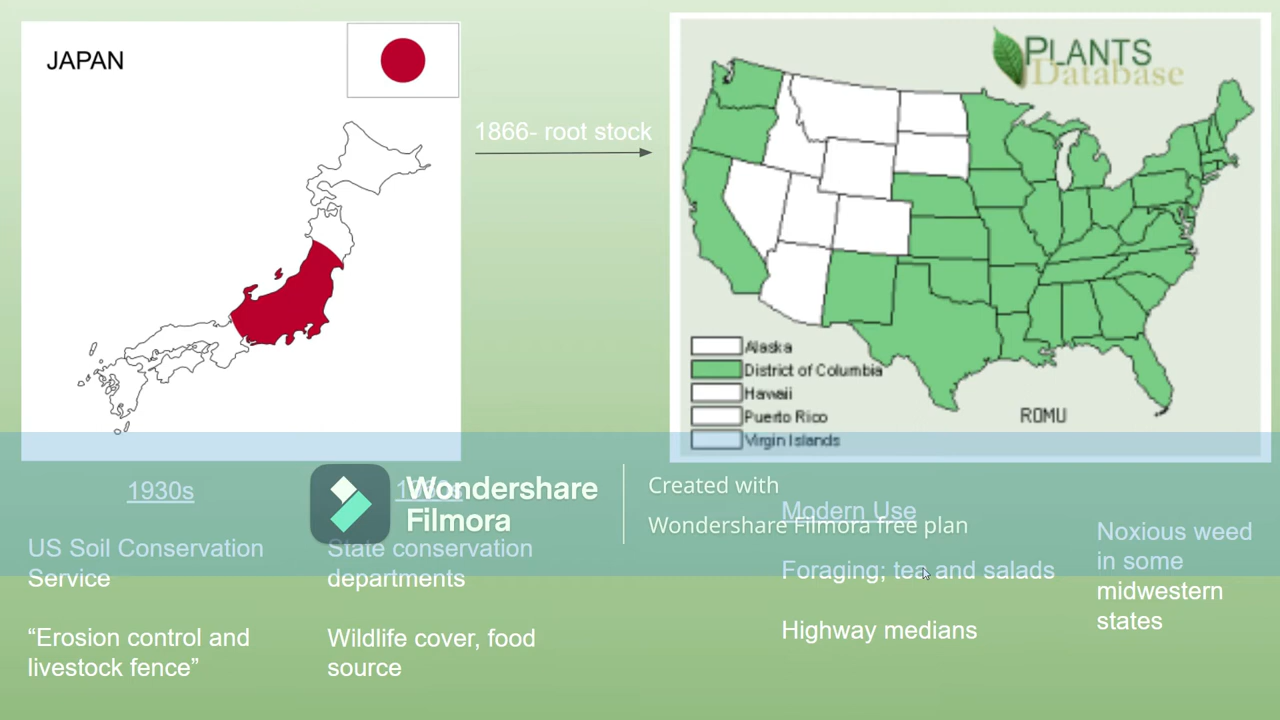 JAPAN
1866- root stock
PLANTS
Database
Alaska
District of Columbia
Hawaii
Puerto Rico
Virgin Islands
ROMU
1930s
US Soil Conservation
Service
“Erosion control and
livestock fence”
State conservation
departments
Wildlife cover, food
source
Wondershare
Filmora
Created with
Wondershare Filmora free plan
Modern Use
Foraging; tea and salads
Highway medians
Noxious weed
in some
midwestern
states